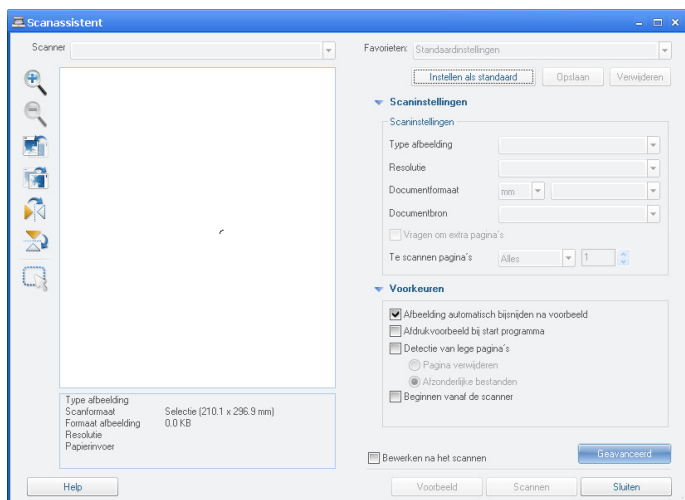 Scanassistent
Scanner
Favorieten: Standaardinstellingen
Instellen als standaard Opslaan Verwijderen
Scaninstellingen
Scaninstellingen
Type afbeelding
Resolutie
Documentformaat mm
Documentbron
Vragen om extra pagina's
Te scannen pagina's Alles 1
Voorkeuren
Afbeelding automatisch bijsnijden na voorbeeld
Afdrukvoorbeeld bij start programma
Detectie van lege pagina's
Pagina verwijderen
Afzonderlijke bestanden
Beginnen vanaf de scanner
Type afbeelding
Scanformaat Selectie (210.1 x 296.9 mm)
Formaat afbeelding 0.0 KB
Resolutie
Papierinvoer
Bewerken na het scannen Geavanceerd
Help Voorbeeld Scannen Sluiten